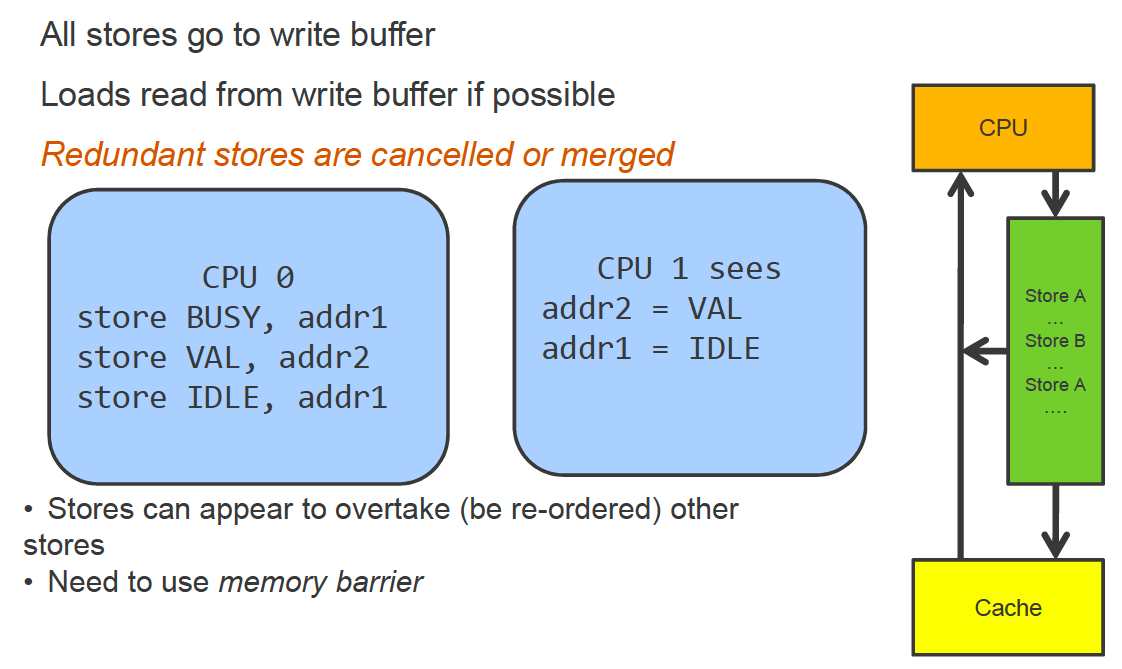 All stores go to write buffer
Loads read from write buffer if possible
Redundant stores are cancelled or merged
CPU 0
store BUSY, addr1
store VAL, addr2
store IDLE, addr1
CPU 1 sees
addr2 = VAL
addr1 = IDLE
• Stores can appear to overtake (be re-ordered) other
stores
• Need to use memory barrier
CPU
Store A
...
Store B
...
Store A
....
Cache